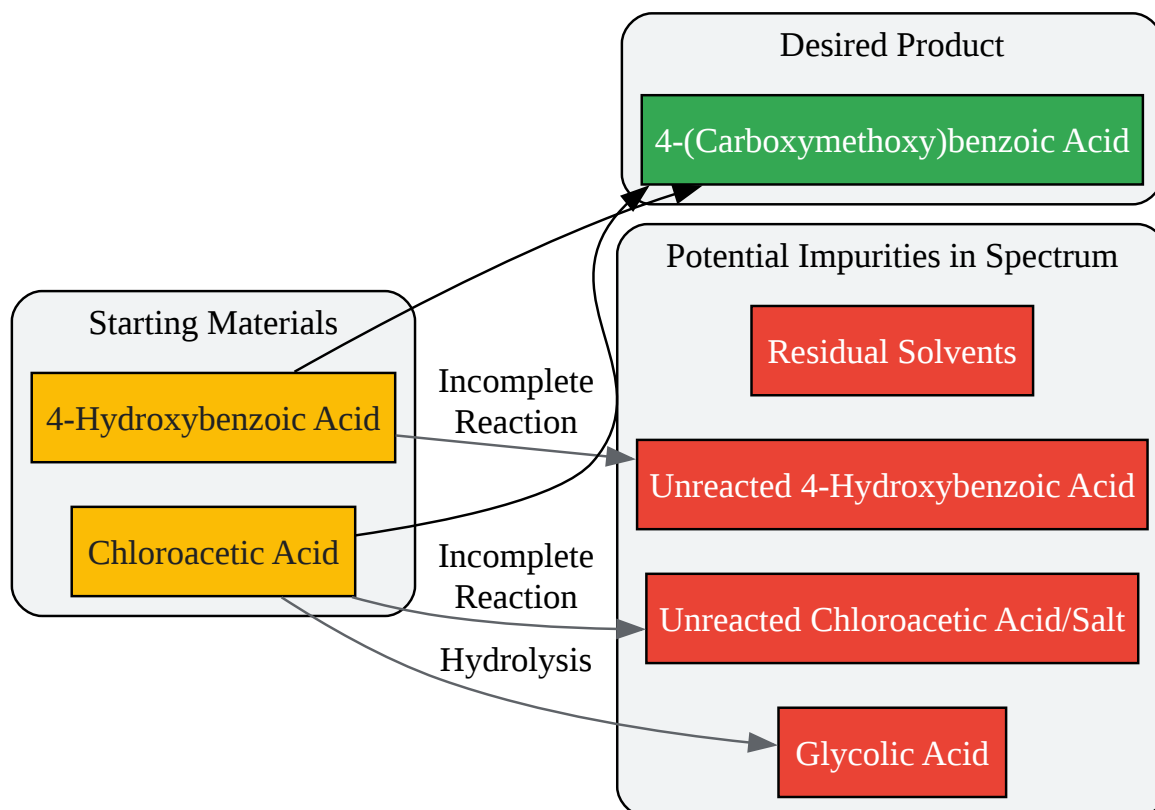 Desired Product
4-(Carboxymethoxy)benzoic Acid
Potential Impurities in Spectrum
Residual Solvents
Unreacted 4-Hydroxybenzoic Acid
Unreacted Chloroacetic Acid/Salt
Glycolic Acid
Starting Materials
4-Hydroxybenzoic Acid
Chloroacetic Acid
Incomplete
Reaction
Incomplete
Reaction
Hydrolysis